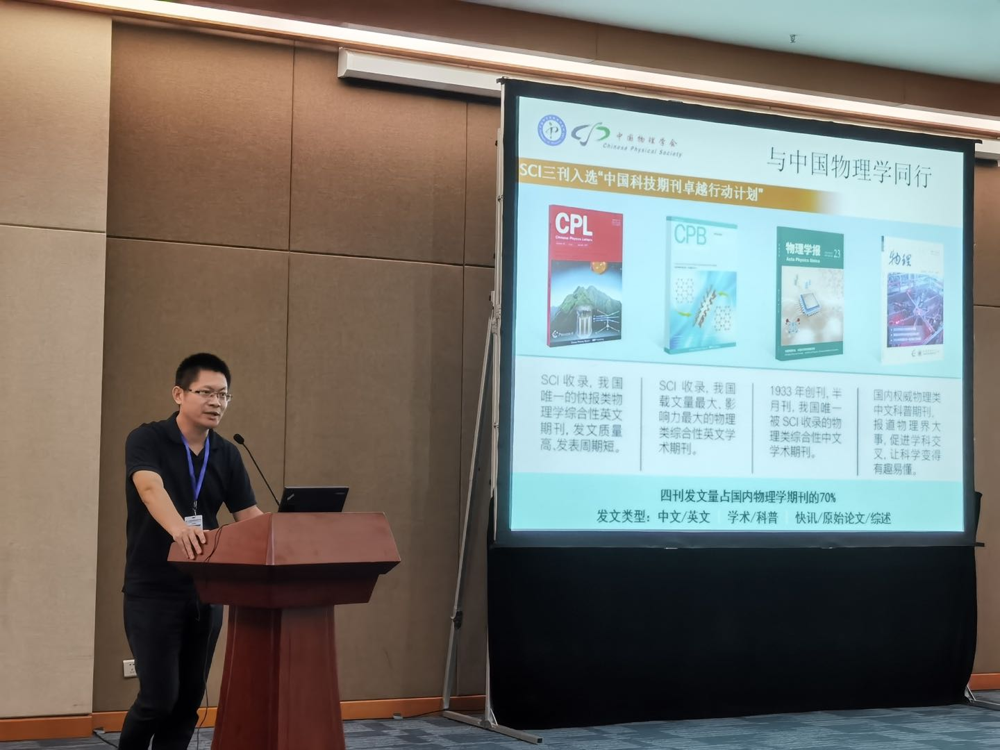 中国物理学会
Chinese Physical Society
与中国物理学同行
SCI三刊入选“中国科技期刊卓越行动计划”
CPL
Chinese Physics Letters
CPB
物理学报
Acta Physica Sinica
23
物理
SCI 收录，我国
唯一的快报类物
理学综合性英文
期刊，发文质量
高，发表周期短。
SCI 收录，我国
载文量最大，影
响力最大的物理
类综合性英文学
术期刊。
1933 年创刊，半
月刊，我国唯一
被 SCI 收录的物
理类综合性中文
学术期刊。
国内权威物理类
中文科普期刊，
报道物理界大
事，促进学科交
叉，让科学变得
有趣易懂。
四刊发文量占国内物理学期刊的70%
发文类型：中文/英文 学术/科普 快讯/原始论文/综述